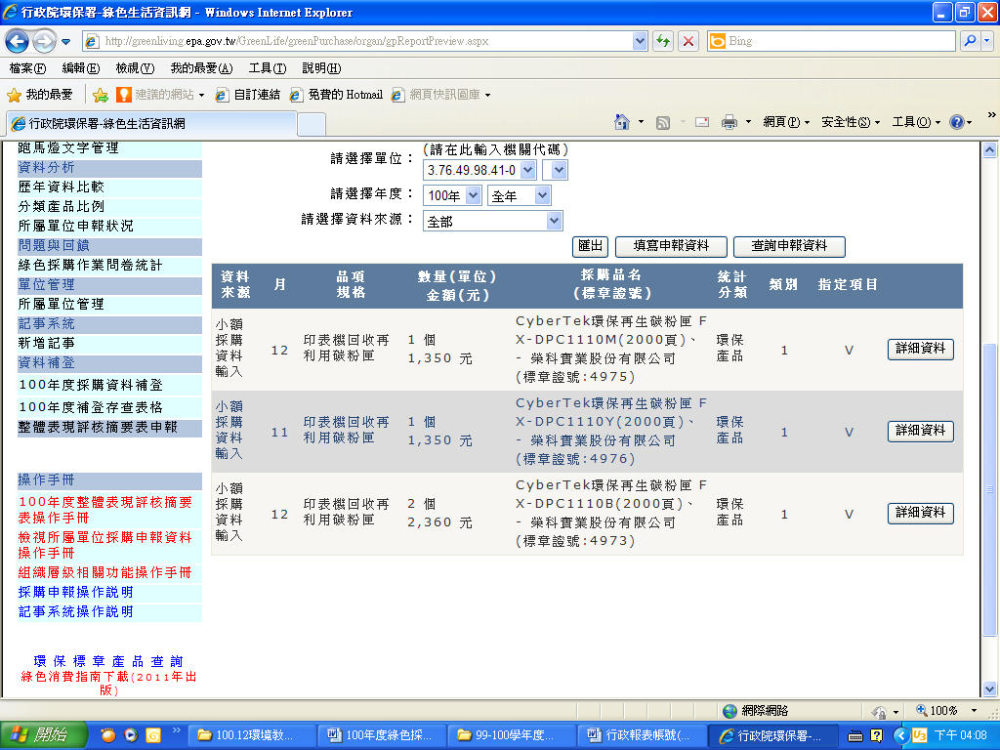 行政院環保署-綠色生活資訊網 - Windows Internet Explorer
http://greenliving.epa.gov.tw/GreenLife/greenPurchase/organ/gpReportPreview.aspx
Bing
檔案(F) 編輯(E) 檢視(V) 我的最愛(A) 工具(T) 說明(H)
我的最愛 建議的網站 自訂連結 免費的 Hotmail 網頁快訊圖庫
行政院環保署-綠色生活資訊網
網頁(P) 安全性(S) 工具(O)
跑馬燈文字管理
資料分析
歷年資料比較
分類產品比例
所屬單位申報狀況
問題與回饋
綠色採購作業問卷統計
單位管理
所屬單位管理
記事系統
新增記事
資料補登
100年度採購資料補登
100年度補登存查表格
整體表現評核摘要表申報
操作手冊
100年度整體表現評核摘要
表操作手冊
檢視所屬單位採購申報資料
操作手冊
組織層級相關功能操作手冊
採購申報操作說明
記事系統操作說明
環保標章產品查詢
綠色消費指南下載(2011年出
版)
請選擇單位：
(請在此輸入機關代碼)
3.76.49.98.41-0
請選擇年度：
100年 全年
請選擇資料來源：
全部
匯出 填寫申報資料 查詢申報資料
資料
來源
月
品項
規格
數量(單位)
金額(元)
採購品名
(標章證號)
統計
分類
類別
指定項目
小額
採購
資料
輸入
12
印表機回收再
利用碳粉匣
1 個
1,350 元
CyberTek環保再生碳粉匣 F
X-DPC1110M(2000頁)、
- 榮科實業股份有限公司
(標章證號:4975)
環保
產品
1
V
詳細資料
小額
採購
資料
輸入
11
印表機回收再
利用碳粉匣
1 個
1,350 元
CyberTek環保再生碳粉匣 F
X-DPC1110Y(2000頁)、
- 榮科實業股份有限公司
(標章證號:4976)
環保
產品
1
V
詳細資料
小額
採購
資料
輸入
12
印表機回收再
利用碳粉匣
2 個
2,360 元
CyberTek環保再生碳粉匣 F
X-DPC1110B(2000頁)、
- 榮科實業股份有限公司
(標章證號:4973)
環保
產品
1
V
詳細資料
網際網路
100%
開始
100.12環境教...
100年度綠色採...
99-100學年度...
行政報表帳號(...
行政院環保署-...
下午 04:08